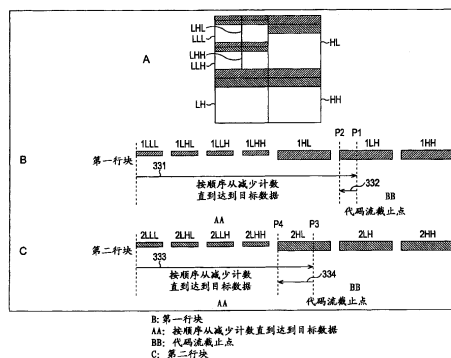 A
LHL
LLL
LHH
LLH
LH
HL
HH
B
第一行块
1LLL 1LHL 1LLH 1LHH 1HL 1LH 1HH
P2 P1
331
332
按顺序从减少计数
直到达到目标数据
AA
BB
代码流截止点
C
第二行块
2LLL 2LHL 2LLH 2LHH 2HL 2LH 2HH
P4 P3
333
334
按顺序从减少计数
直到达到目标数据
AA
BB
代码流截止点
B:第一行块
AA: 按顺序从减少计数直到达到目标数据
BB: 代码流截止点
C: 第二行块